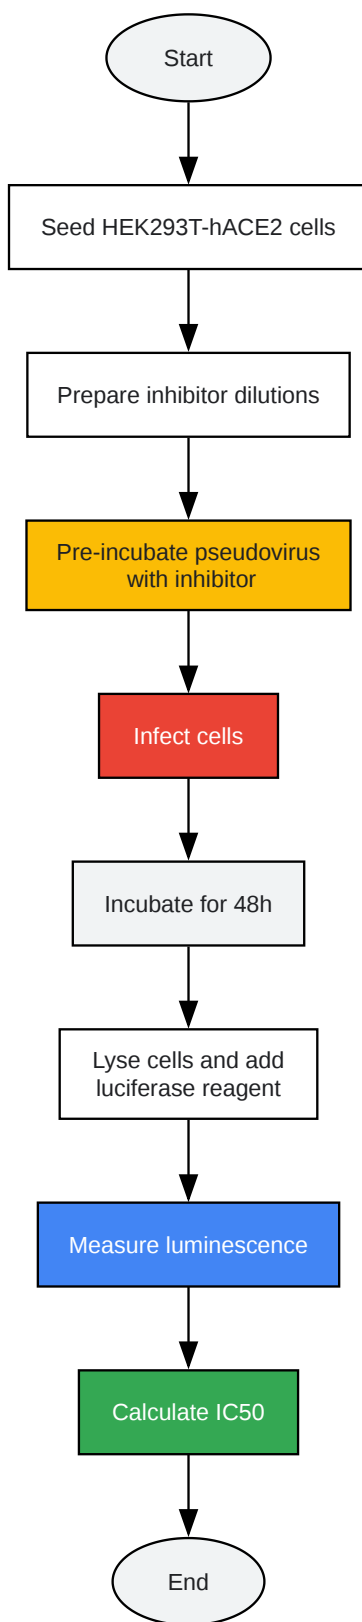 Start
Seed HEK293T-hACE2 cells
Prepare inhibitor dilutions
Pre-incubate pseudovirus
with inhibitor
Infect cells
Incubate for 48h
Lyse cells and add
luciferase reagent
Measure luminescence
Calculate IC50
End